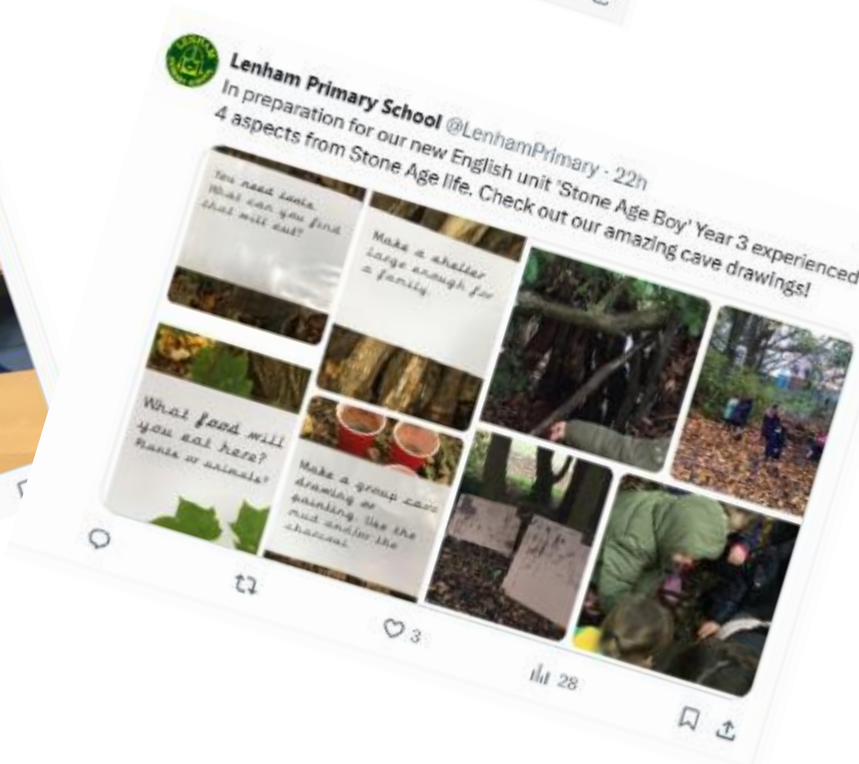 LENHAM
Lenham Primary School @LenhamPrimary · 22h
In preparation for our new English unit 'Stone Age Boy' Year 3 experienced
4 aspects from Stone Age life. Check out our amazing cave drawings!
You need tools.
What can you find
that will cut?
Make a shelter
large enough for
a family.
What food will
you eat here?
Plants or animals?
Make a group cave
drawing or
painting. Use the
mud and/or the
charcoal.
3
28